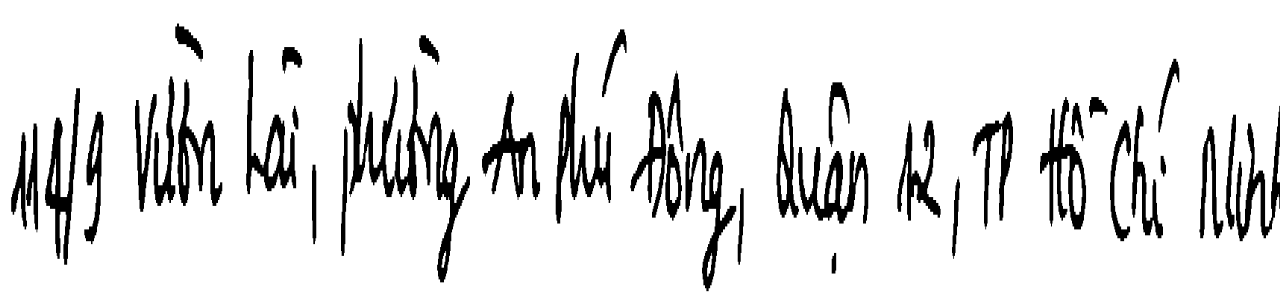 114/9 Vườn Lài, phường An Phú Đông, Quận 12, TP Hồ Chí Minh